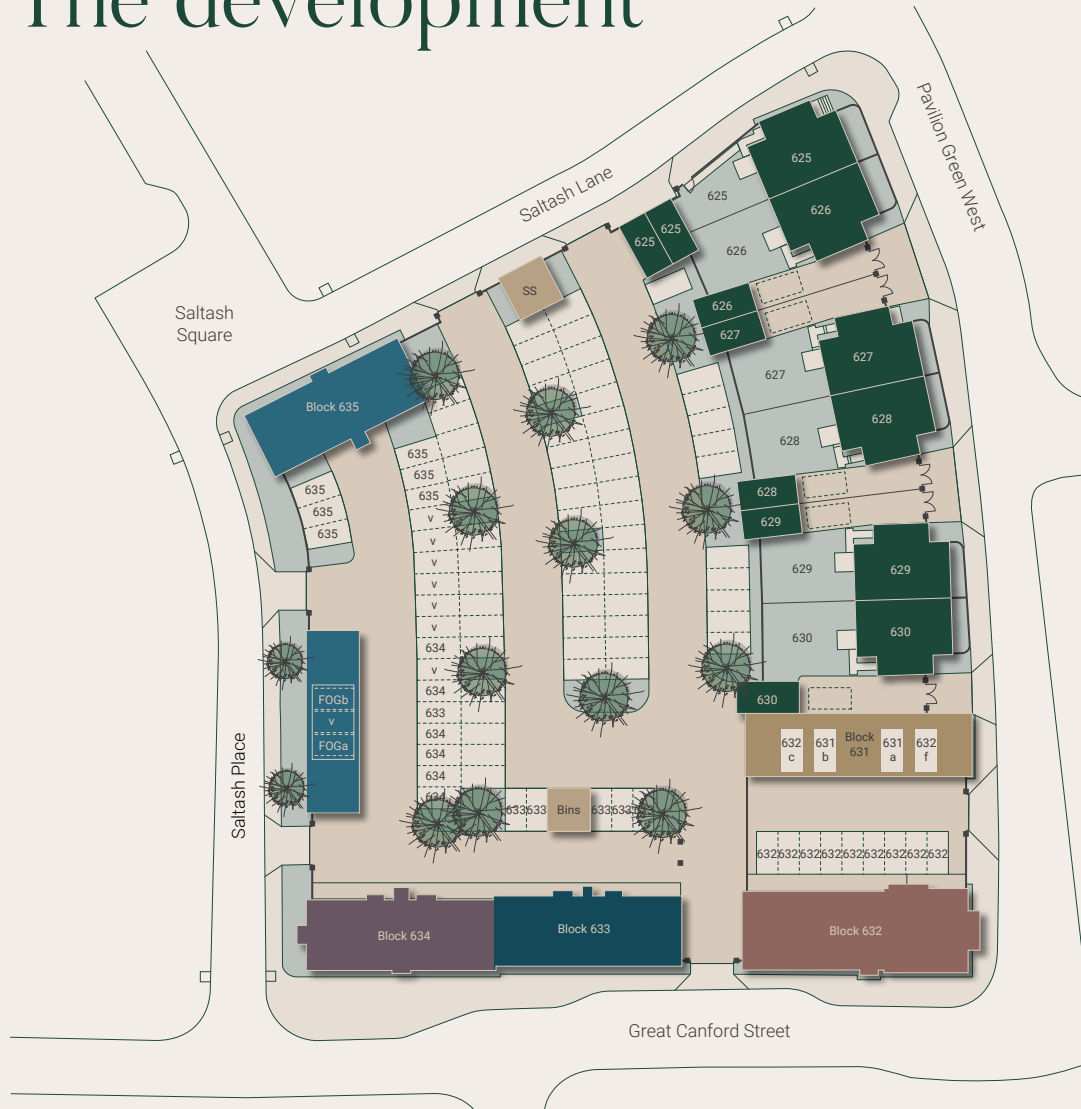 The development
Pavilion Green West
Saltash Lane
625
626
625
626
625
625
SS
626
627
Saltash
Square
627
628
627
628
Block 635
635
635
635
635
635
635
628
629
629
630
629
630
630
v
v
v
v
v
v
634
v
634
633
634
634
634
634
FOGb
v
FOGa
Saltash Place
632
c
631
b
Block
631
631
a
632
f
633
633
Bins
633
633
632
632
632
632
632
632
632
632
632
Block 634
Block 633
Block 632
Great Canford Street